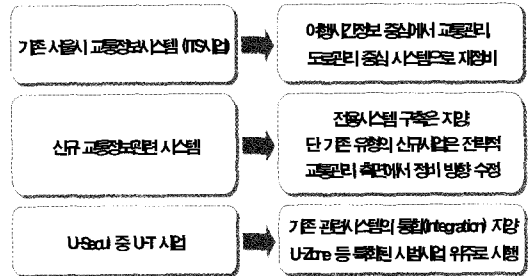 기존 서울시 교통정보시스템 (ITS사업)
여행시간정보 중심에서 교통관리,
도로관리 중심 시스템으로 재정비
신규 교통정보관련 시스템
전용시스템 구축은 지양
단 기존 유형의 신규사업은 전략적
교통관리 측면에서 정비 방향 수정
U-Seoul 중 U-T 사업
기존 관련시스템의 통합(Integration) 지양
U-Zone 등 특화된 시범사업 위주로 시행